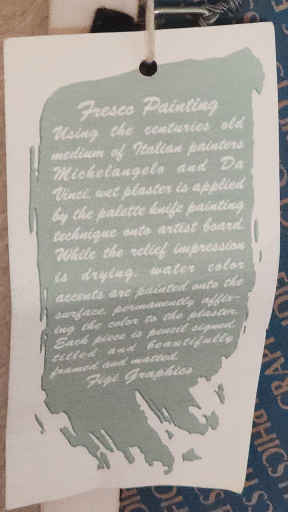 Fresco Painting
Using the centuries old
medium of Italian painters
Michelangelo and Da
Vinci, wet plaster is applied
by the palette knife painting
technique onto artist board.
While the relief impression
is drying, water color
accents are painted onto the
surface, permanently affix-
ing the color to the plaster.
Each piece is pencil signed,
titled and beautifully
framed and matted.
Figi Graphics